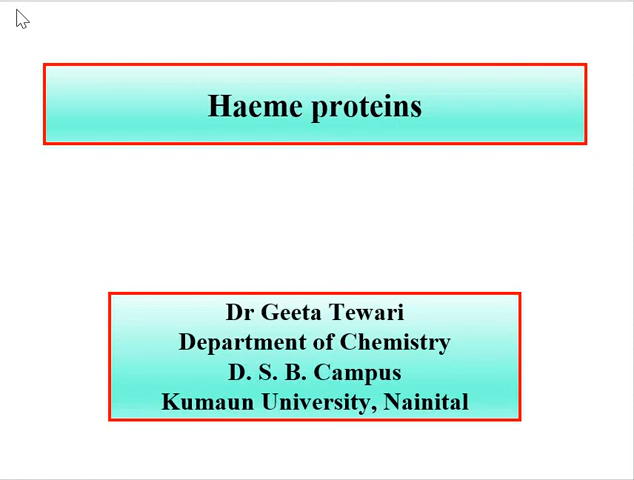 Haeme proteins
Dr Geeta Tewari
Department of Chemistry
D. S. B. Campus
Kumaun University, Nainital